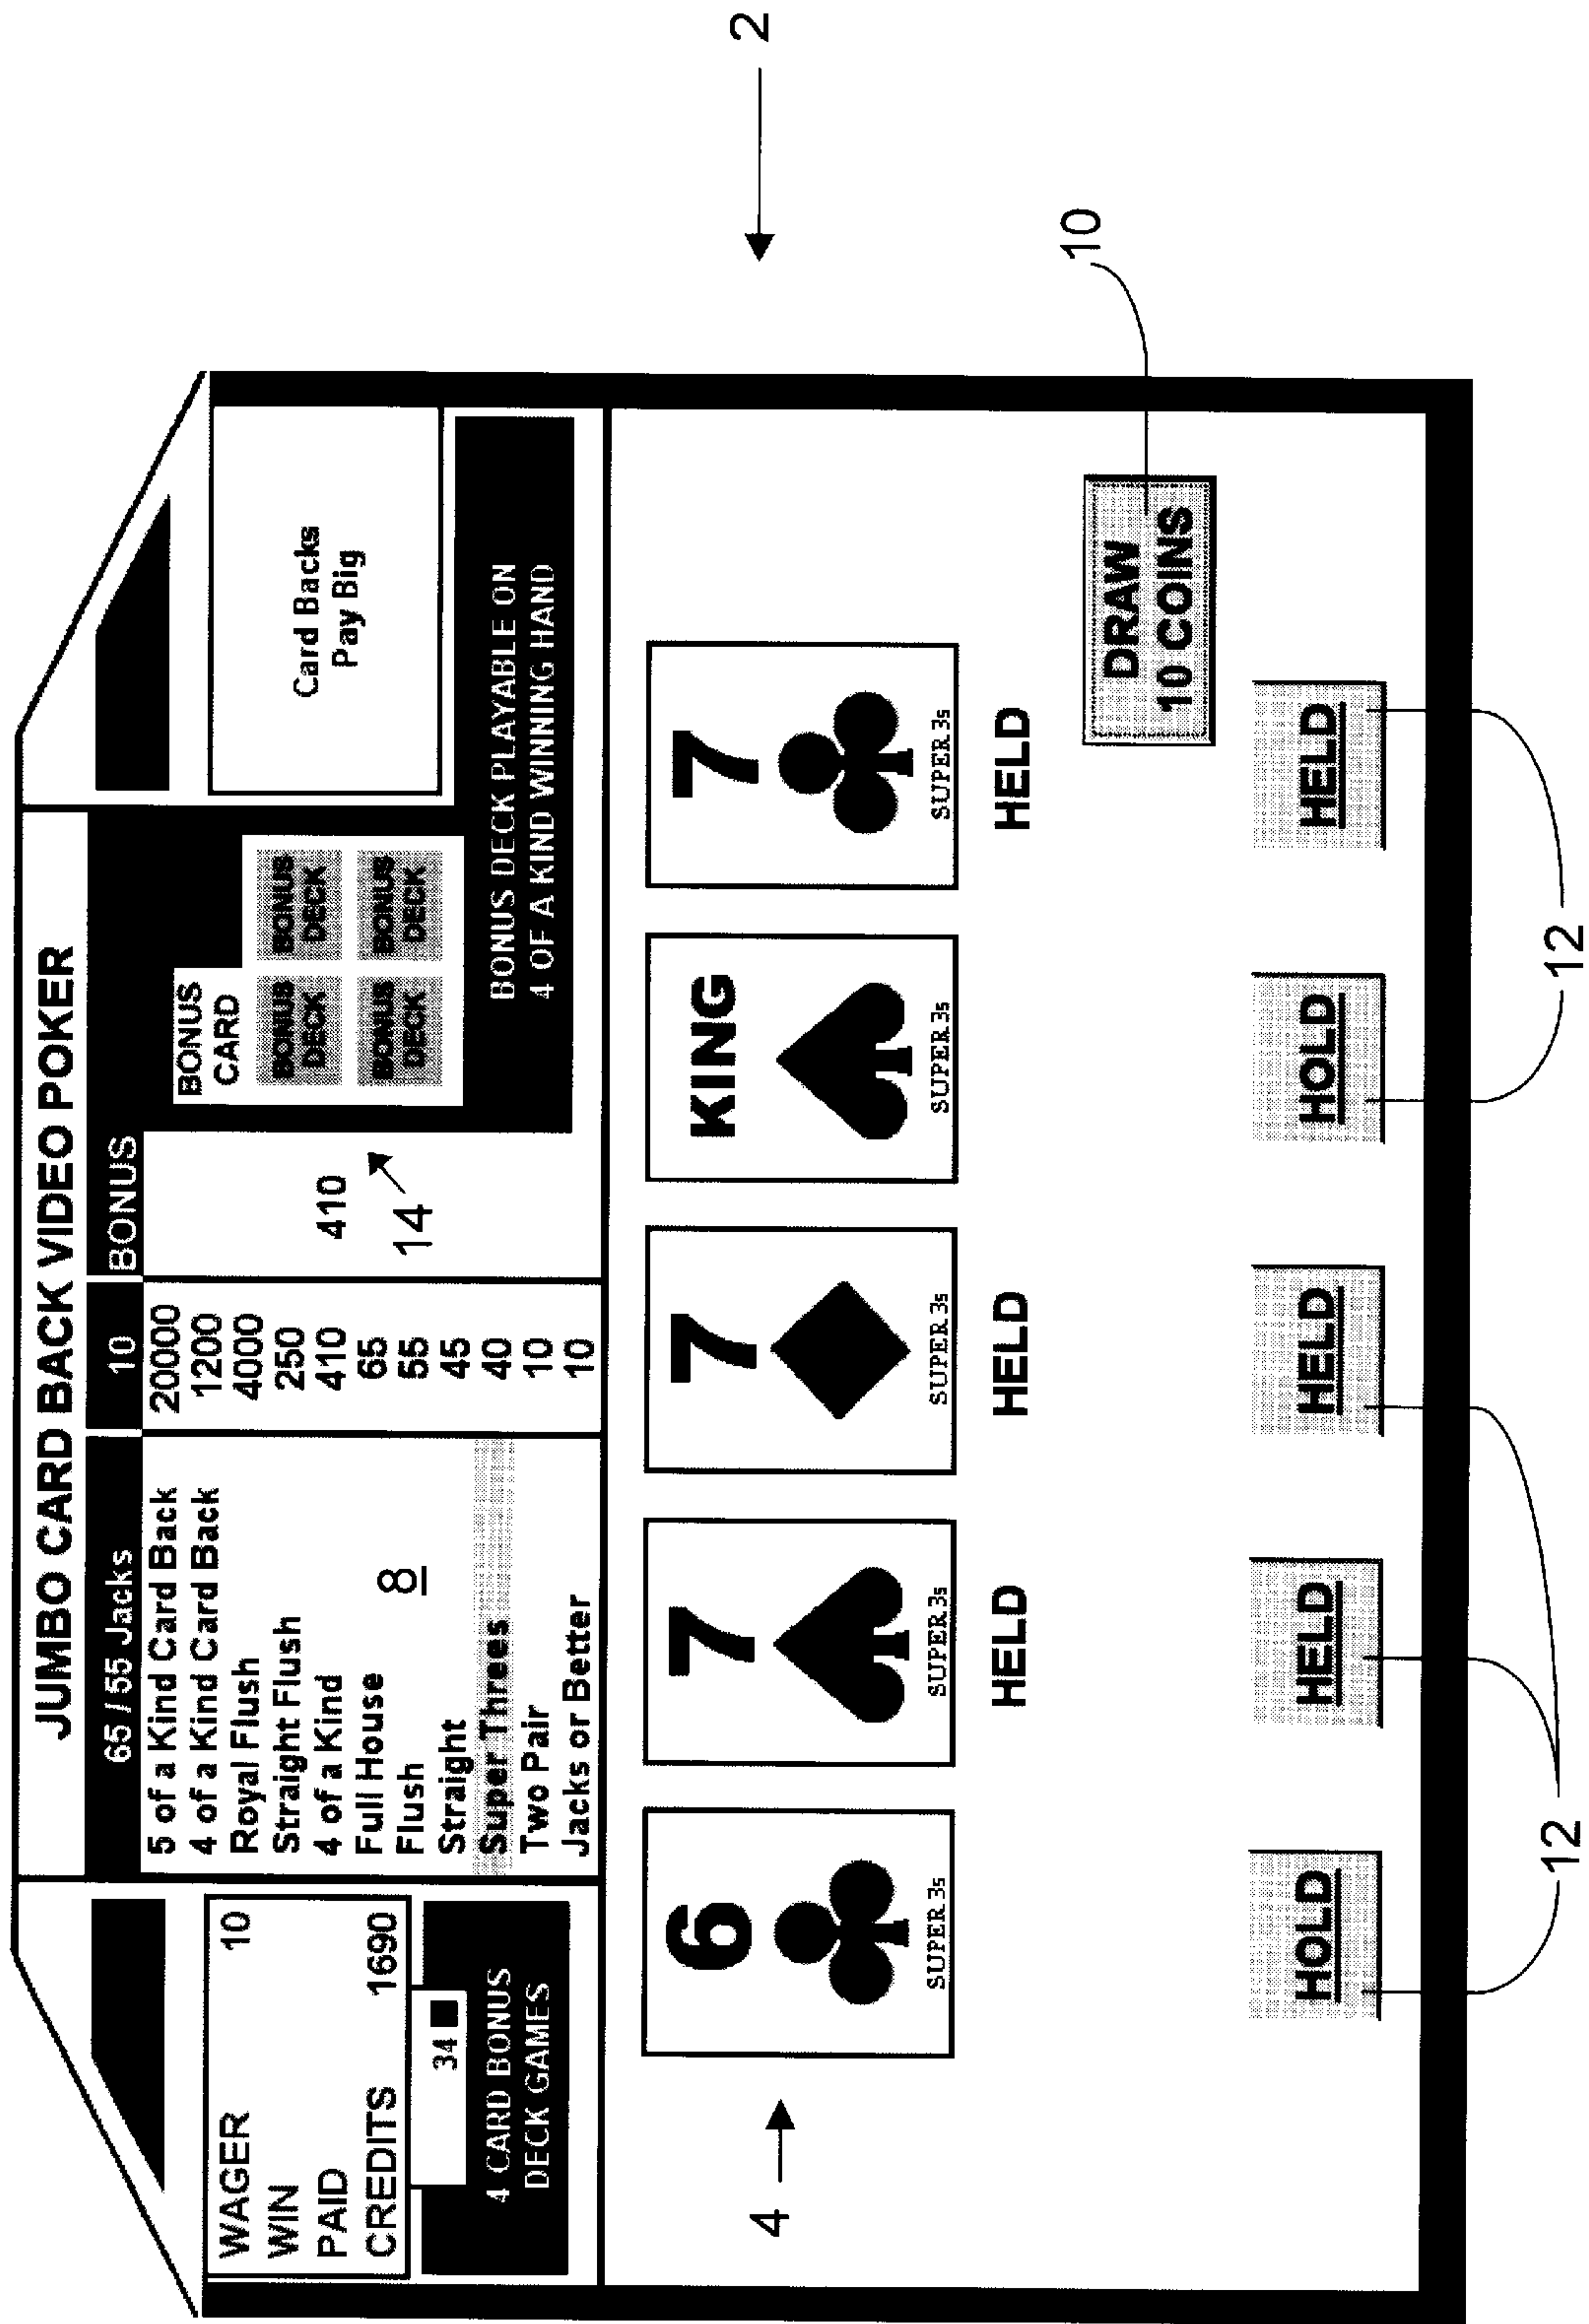 JUMBO CARD BACK VIDEO POKER
WAGER 10
WIN
PAID
CREDITS 1690
34
4 CARD BONUS
DECK GAMES
65 / 55 Jacks 10 BONUS
5 of a Kind Card Back 20000
4 of a Kind Card Back 1200
Royal Flush 4000
Straight Flush 250
4 of a Kind 410 410
Full House 65
Flush 55
Straight 45
Super Threes 40
Two Pair 10
Jacks or Better 10
8
14
BONUS
CARD
BONUS DECK BONUS DECK
BONUS DECK BONUS DECK
BONUS DECK PLAYABLE ON
4 OF A KIND WINNING HAND
Card Backs
Pay Big
2
4
6 7 7 KING 7
SUPER 3s SUPER 3s SUPER 3s SUPER 3s SUPER 3s
HELD HELD HELD
DRAW
10 COINS
10
HOLD HELD HELD HOLD HELD
12 12